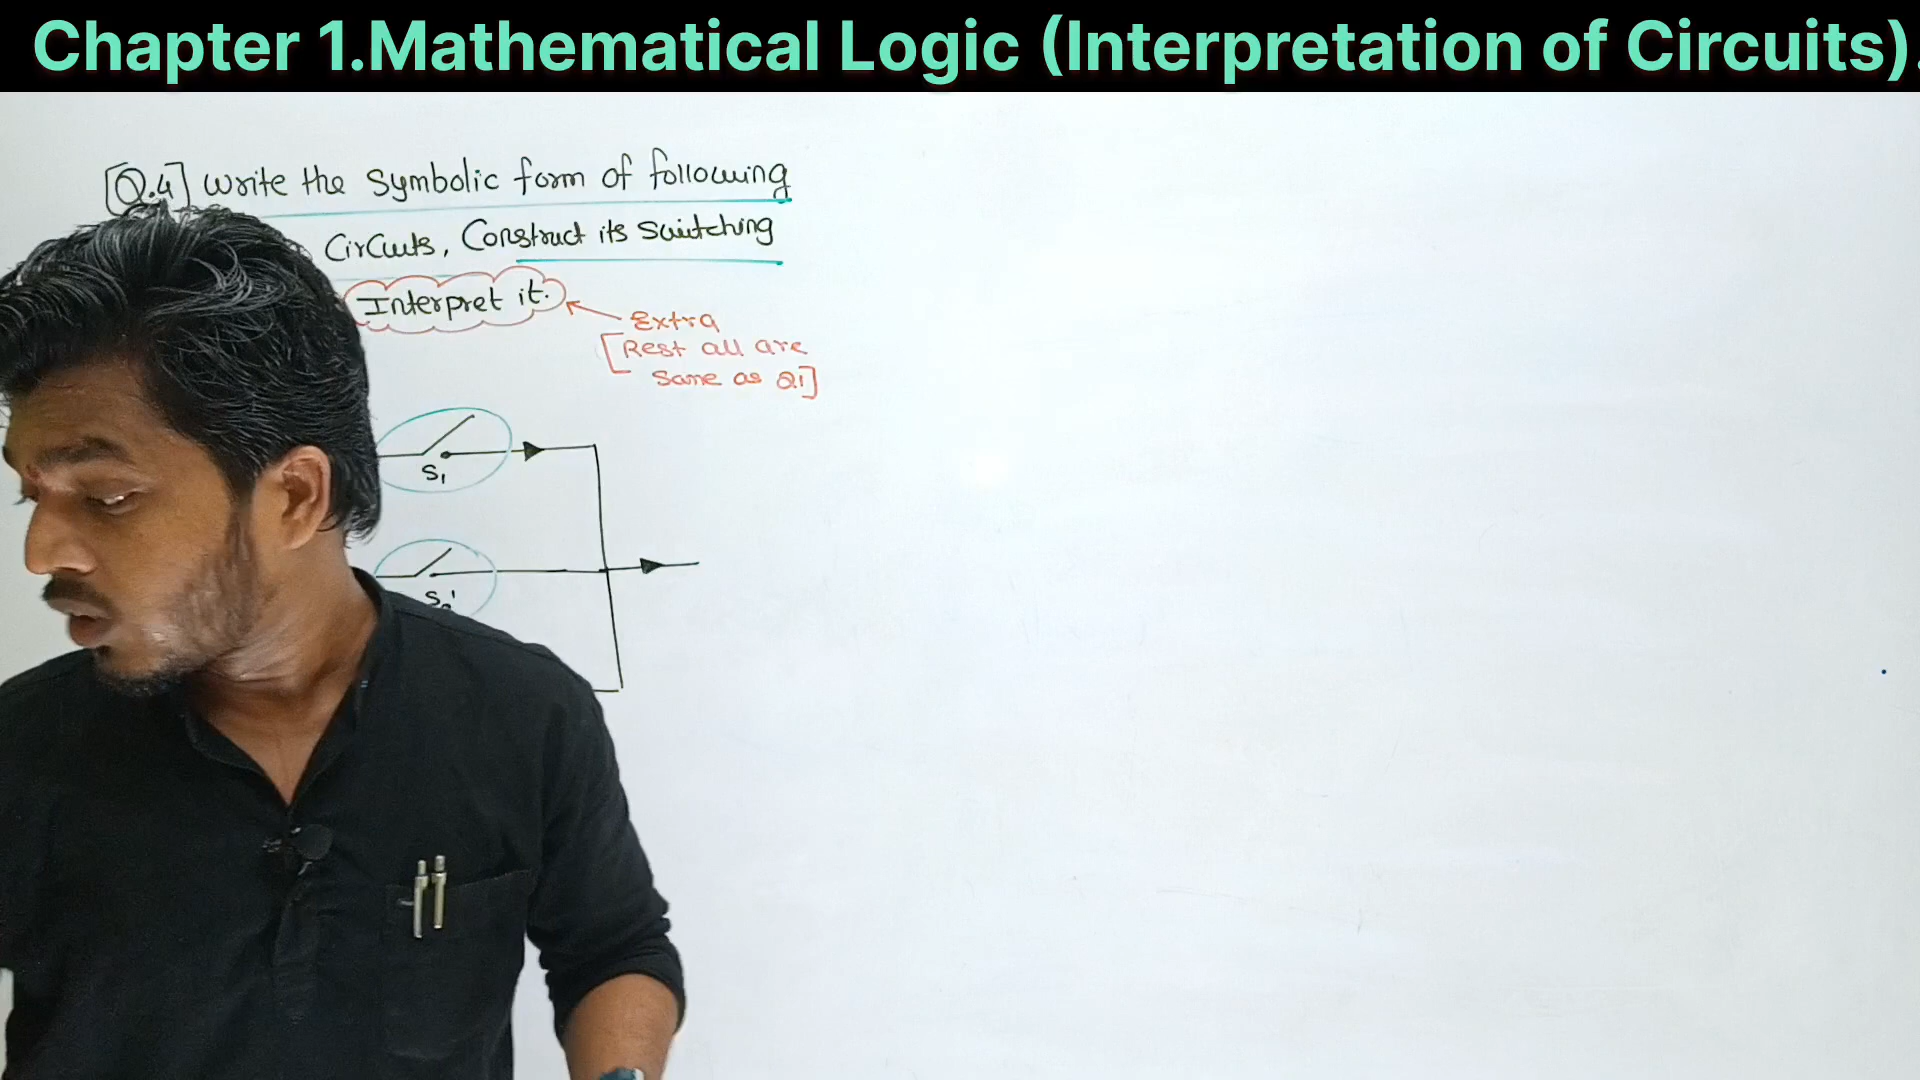 Chapter 1.Mathematical Logic (Interpretation of Circuits).
[Q.4] Write the symbolic form of following
Circuits, Construct its switching
Interpret it.
Extra
[Rest all are
same as Q1]
S₁
S₂'